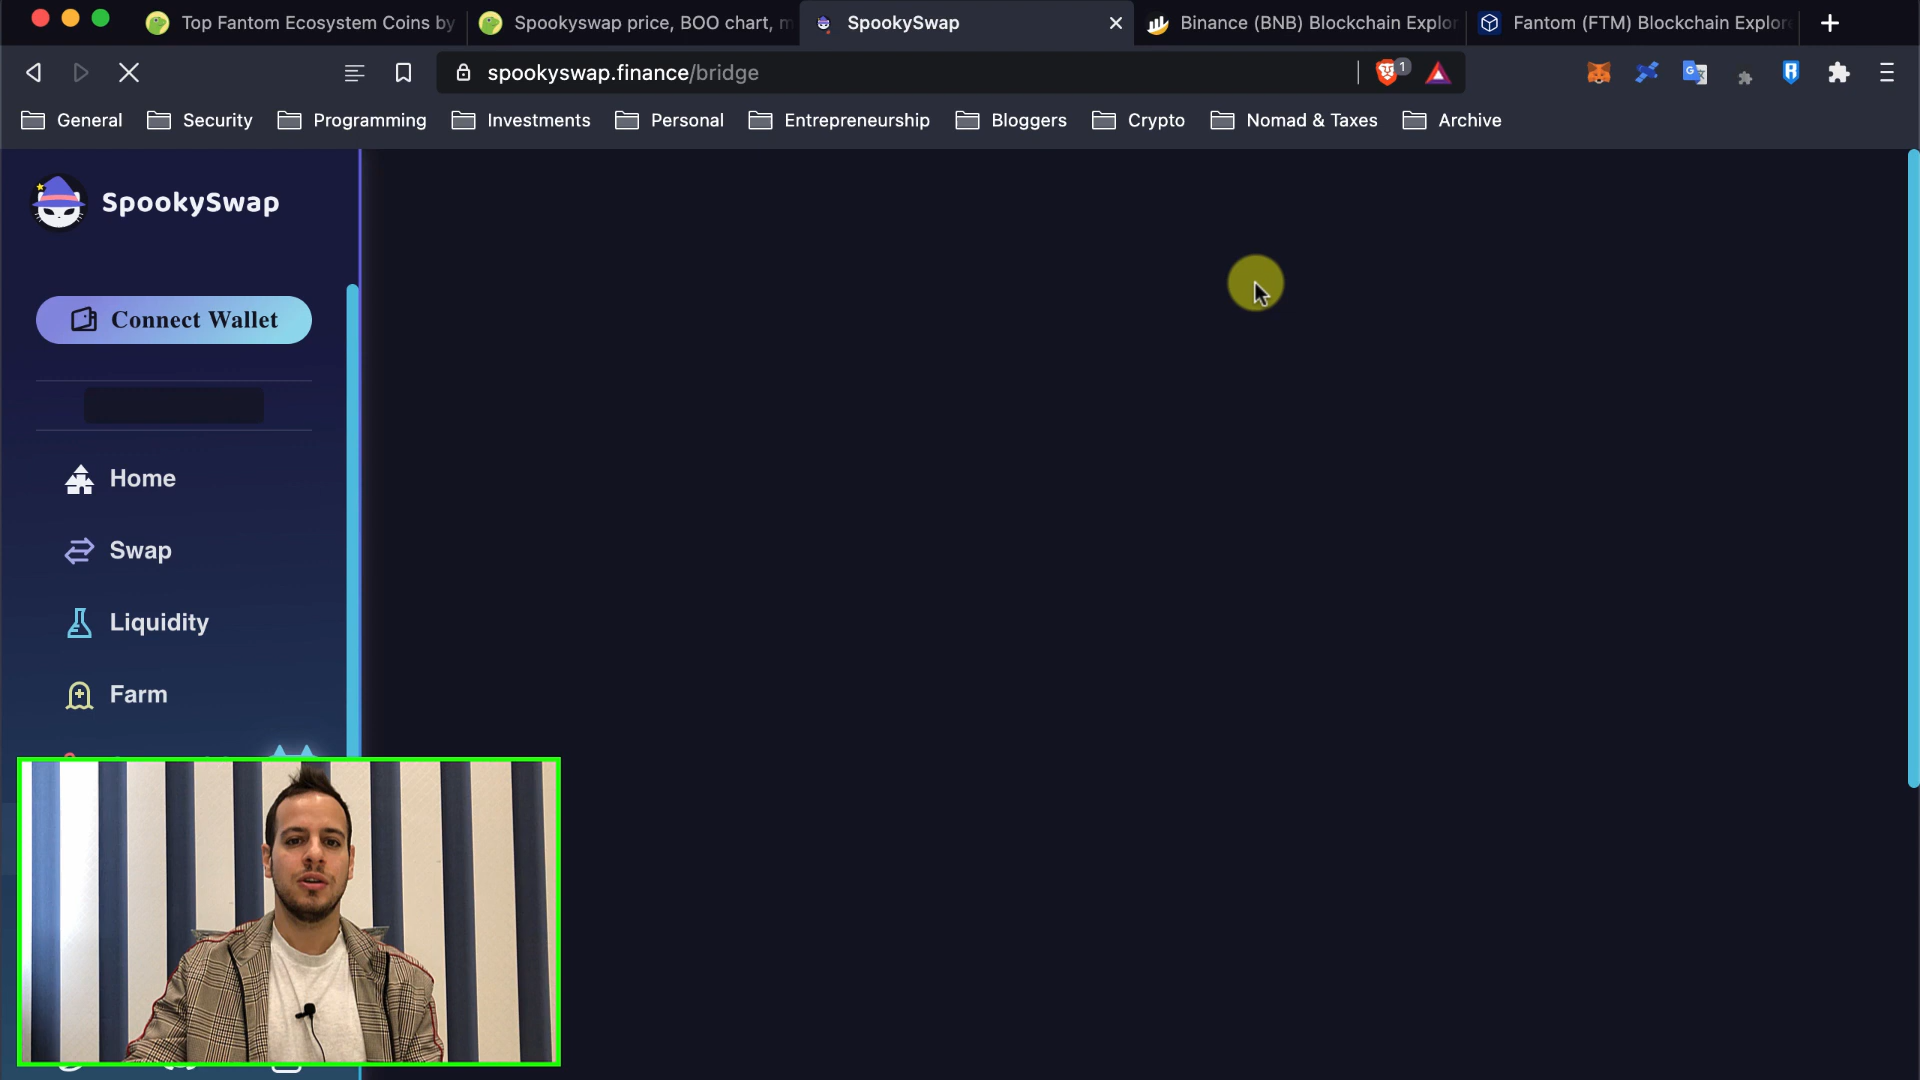 Top Fantom Ecosystem Coins by
Spookyswap price, BOO chart, m
SpookySwap
Binance (BNB) Blockchain Explor
Fantom (FTM) Blockchain Explore
spookyswap.finance/bridge
1
General
Security
Programming
Investments
Personal
Entrepreneurship
Bloggers
Crypto
Nomad & Taxes
Archive
SpookySwap
Connect Wallet
Home
Swap
Liquidity
Farm